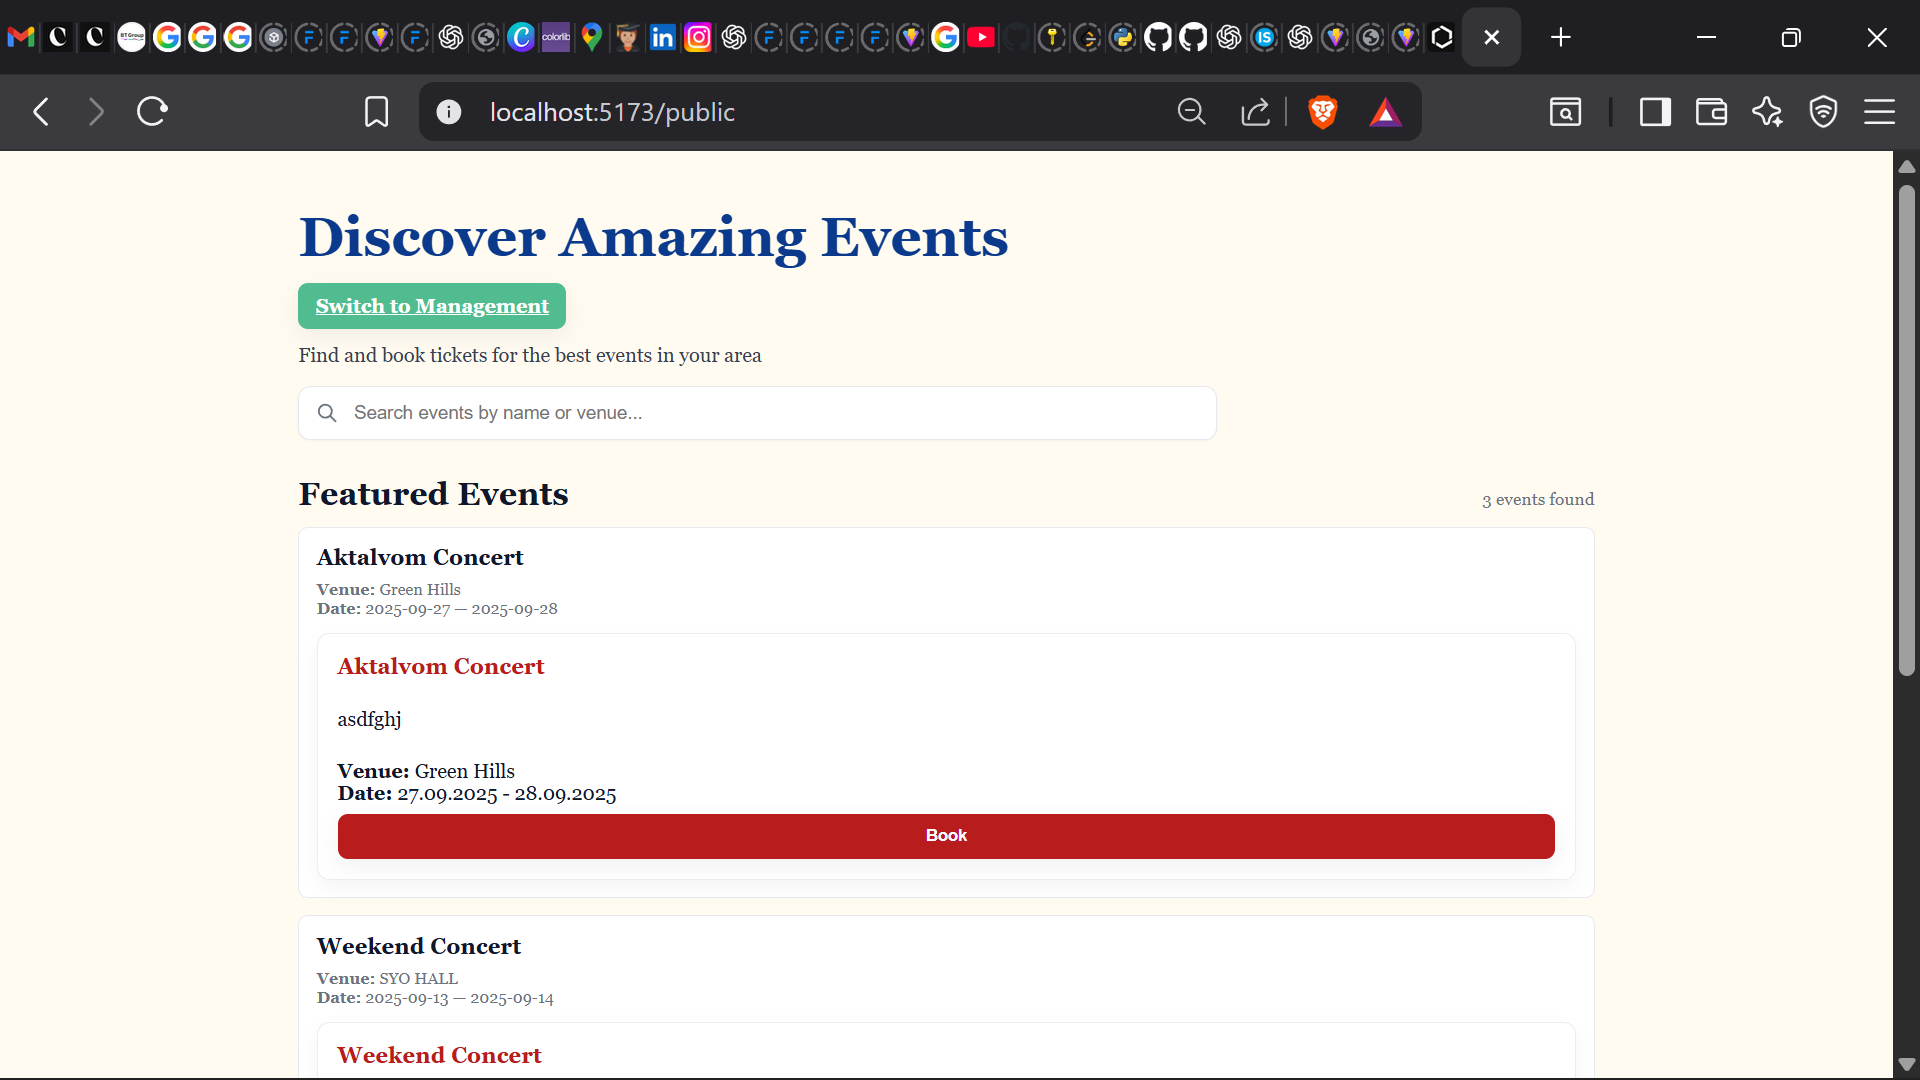 localhost:5173/public
Discover Amazing Events
Switch to Management
Find and book tickets for the best events in your area
Search events by name or venue...
Featured Events
3 events found
Aktalvom Concert
Venue: Green Hills
Date: 2025-09-27 — 2025-09-28
Aktalvom Concert
asdfghj
Venue: Green Hills
Date: 27.09.2025 - 28.09.2025
Book
Weekend Concert
Venue: SYO HALL
Date: 2025-09-13 — 2025-09-14
Weekend Concert